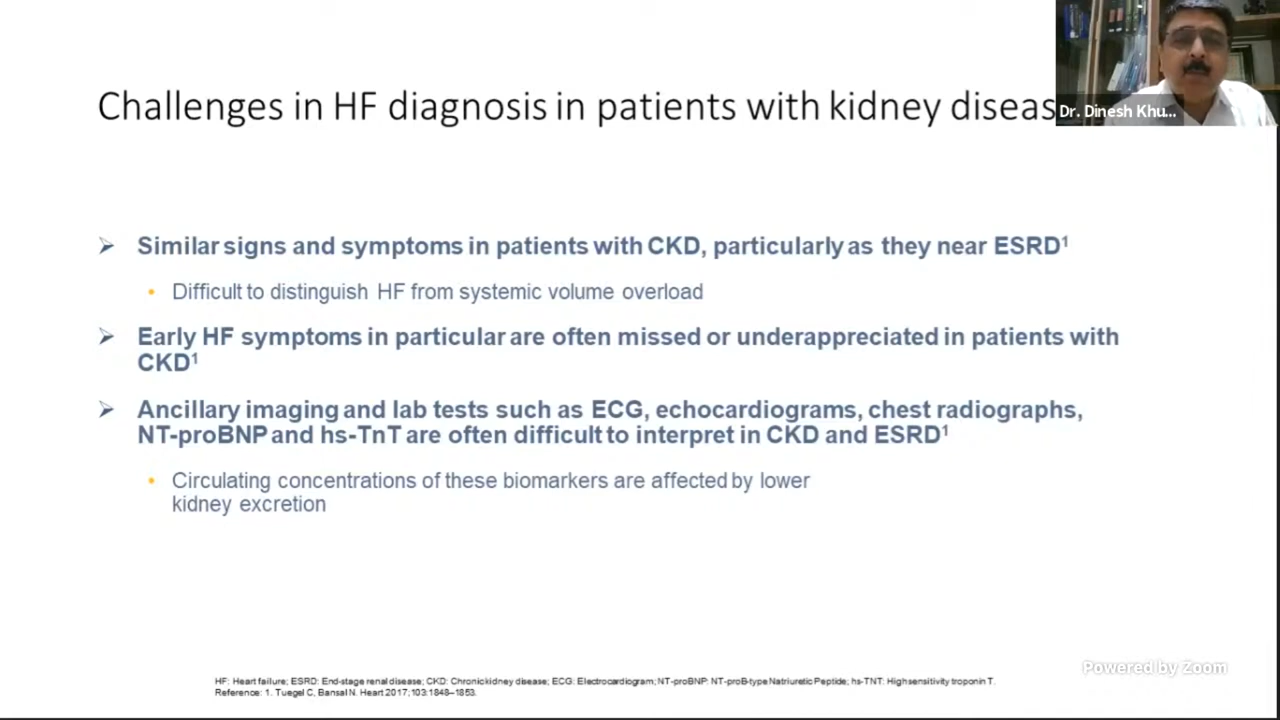 Challenges in HF diagnosis in patients with kidney diseas
Dr. Dinesh Khu...
➢ Similar signs and symptoms in patients with CKD, particularly as they near ESRD¹
• Difficult to distinguish HF from systemic volume overload
➢ Early HF symptoms in particular are often missed or underappreciated in patients with
CKD¹
➢ Ancillary imaging and lab tests such as ECG, echocardiograms, chest radiographs,
NT-proBNP and hs-TnT are often difficult to interpret in CKD and ESRD¹
• Circulating concentrations of these biomarkers are affected by lower
kidney excretion
Powered by Zoom
HF: Heart failure; ESRD: End-stage renal disease; CKD: Chronic kidney disease; ECG: Electrocardiogram; NT-proBNP: NT-proB-type Natriuretic Peptide; hs-TNT: High sensitivity troponin T.
Reference: 1. Tuegel C, Bansal N. Heart 2017;103:1848–1853.